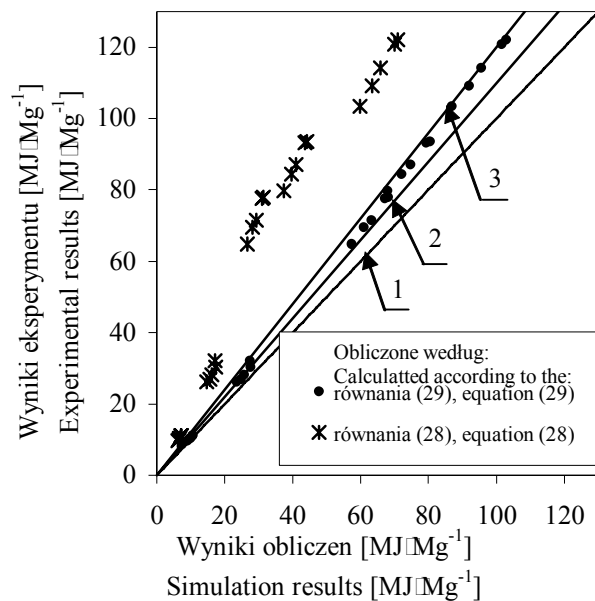 Wyniki eksperymentu [MJ□Mg⁻¹]
Experimental results [MJ□Mg⁻¹]
120
100
80
60
40
20
0
3
2
1
Obliczone według:
Calculatted according to the:
równania (29), equation (29)
równania (28), equation (28)
0 20 40 60 80 100 120
Wyniki obliczen [MJ□Mg⁻¹]
Simulation results [MJ□Mg⁻¹]